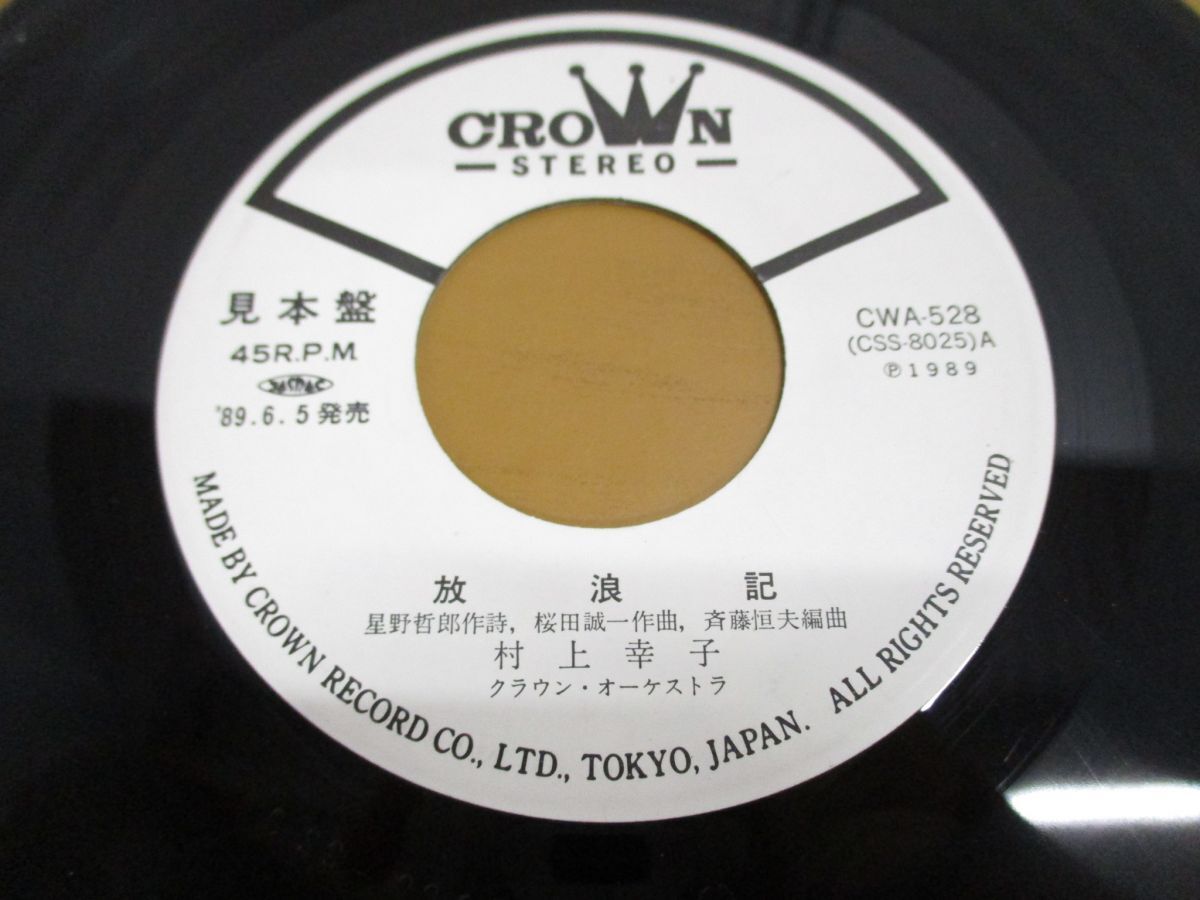 CROWN
STEREO
見本盤
45R.P.M
'89.6.5発売
CWA-528
(CSS-8025)A
Ⓟ1989
放浪記
星野哲郎作詩，桜田誠一作曲，斉藤恒夫編曲
村上幸子
クラウン・オーケストラ
MADE BY CROWN RECORD CO., LTD., TOKYO, JAPAN. ALL RIGHTS RESERVED